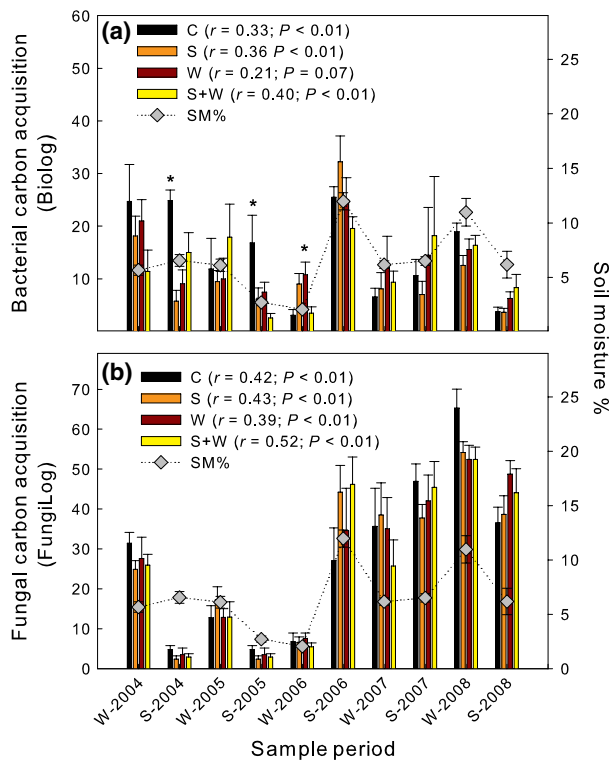 (a)
C (r = 0.33; P < 0.01)
S (r = 0.36 P < 0.01)
W (r = 0.21; P = 0.07)
S+W (r = 0.40; P < 0.01)
SM%
60
50
40
30
20
10
25
20
15
10
5
Bacterial carbon acquisition
(Biolog)
*
*
*
Soil moisture %
(b)
C (r = 0.42; P < 0.01)
S (r = 0.43; P < 0.01)
W (r = 0.39; P < 0.01)
S+W (r = 0.52; P < 0.01)
SM%
70
60
50
40
30
20
10
0
25
20
15
10
5
0
Fungal carbon acquisition
(FungiLog)
W-2004
S-2004
W-2005
S-2005
W-2006
S-2006
W-2007
S-2007
W-2008
S-2008
Sample period